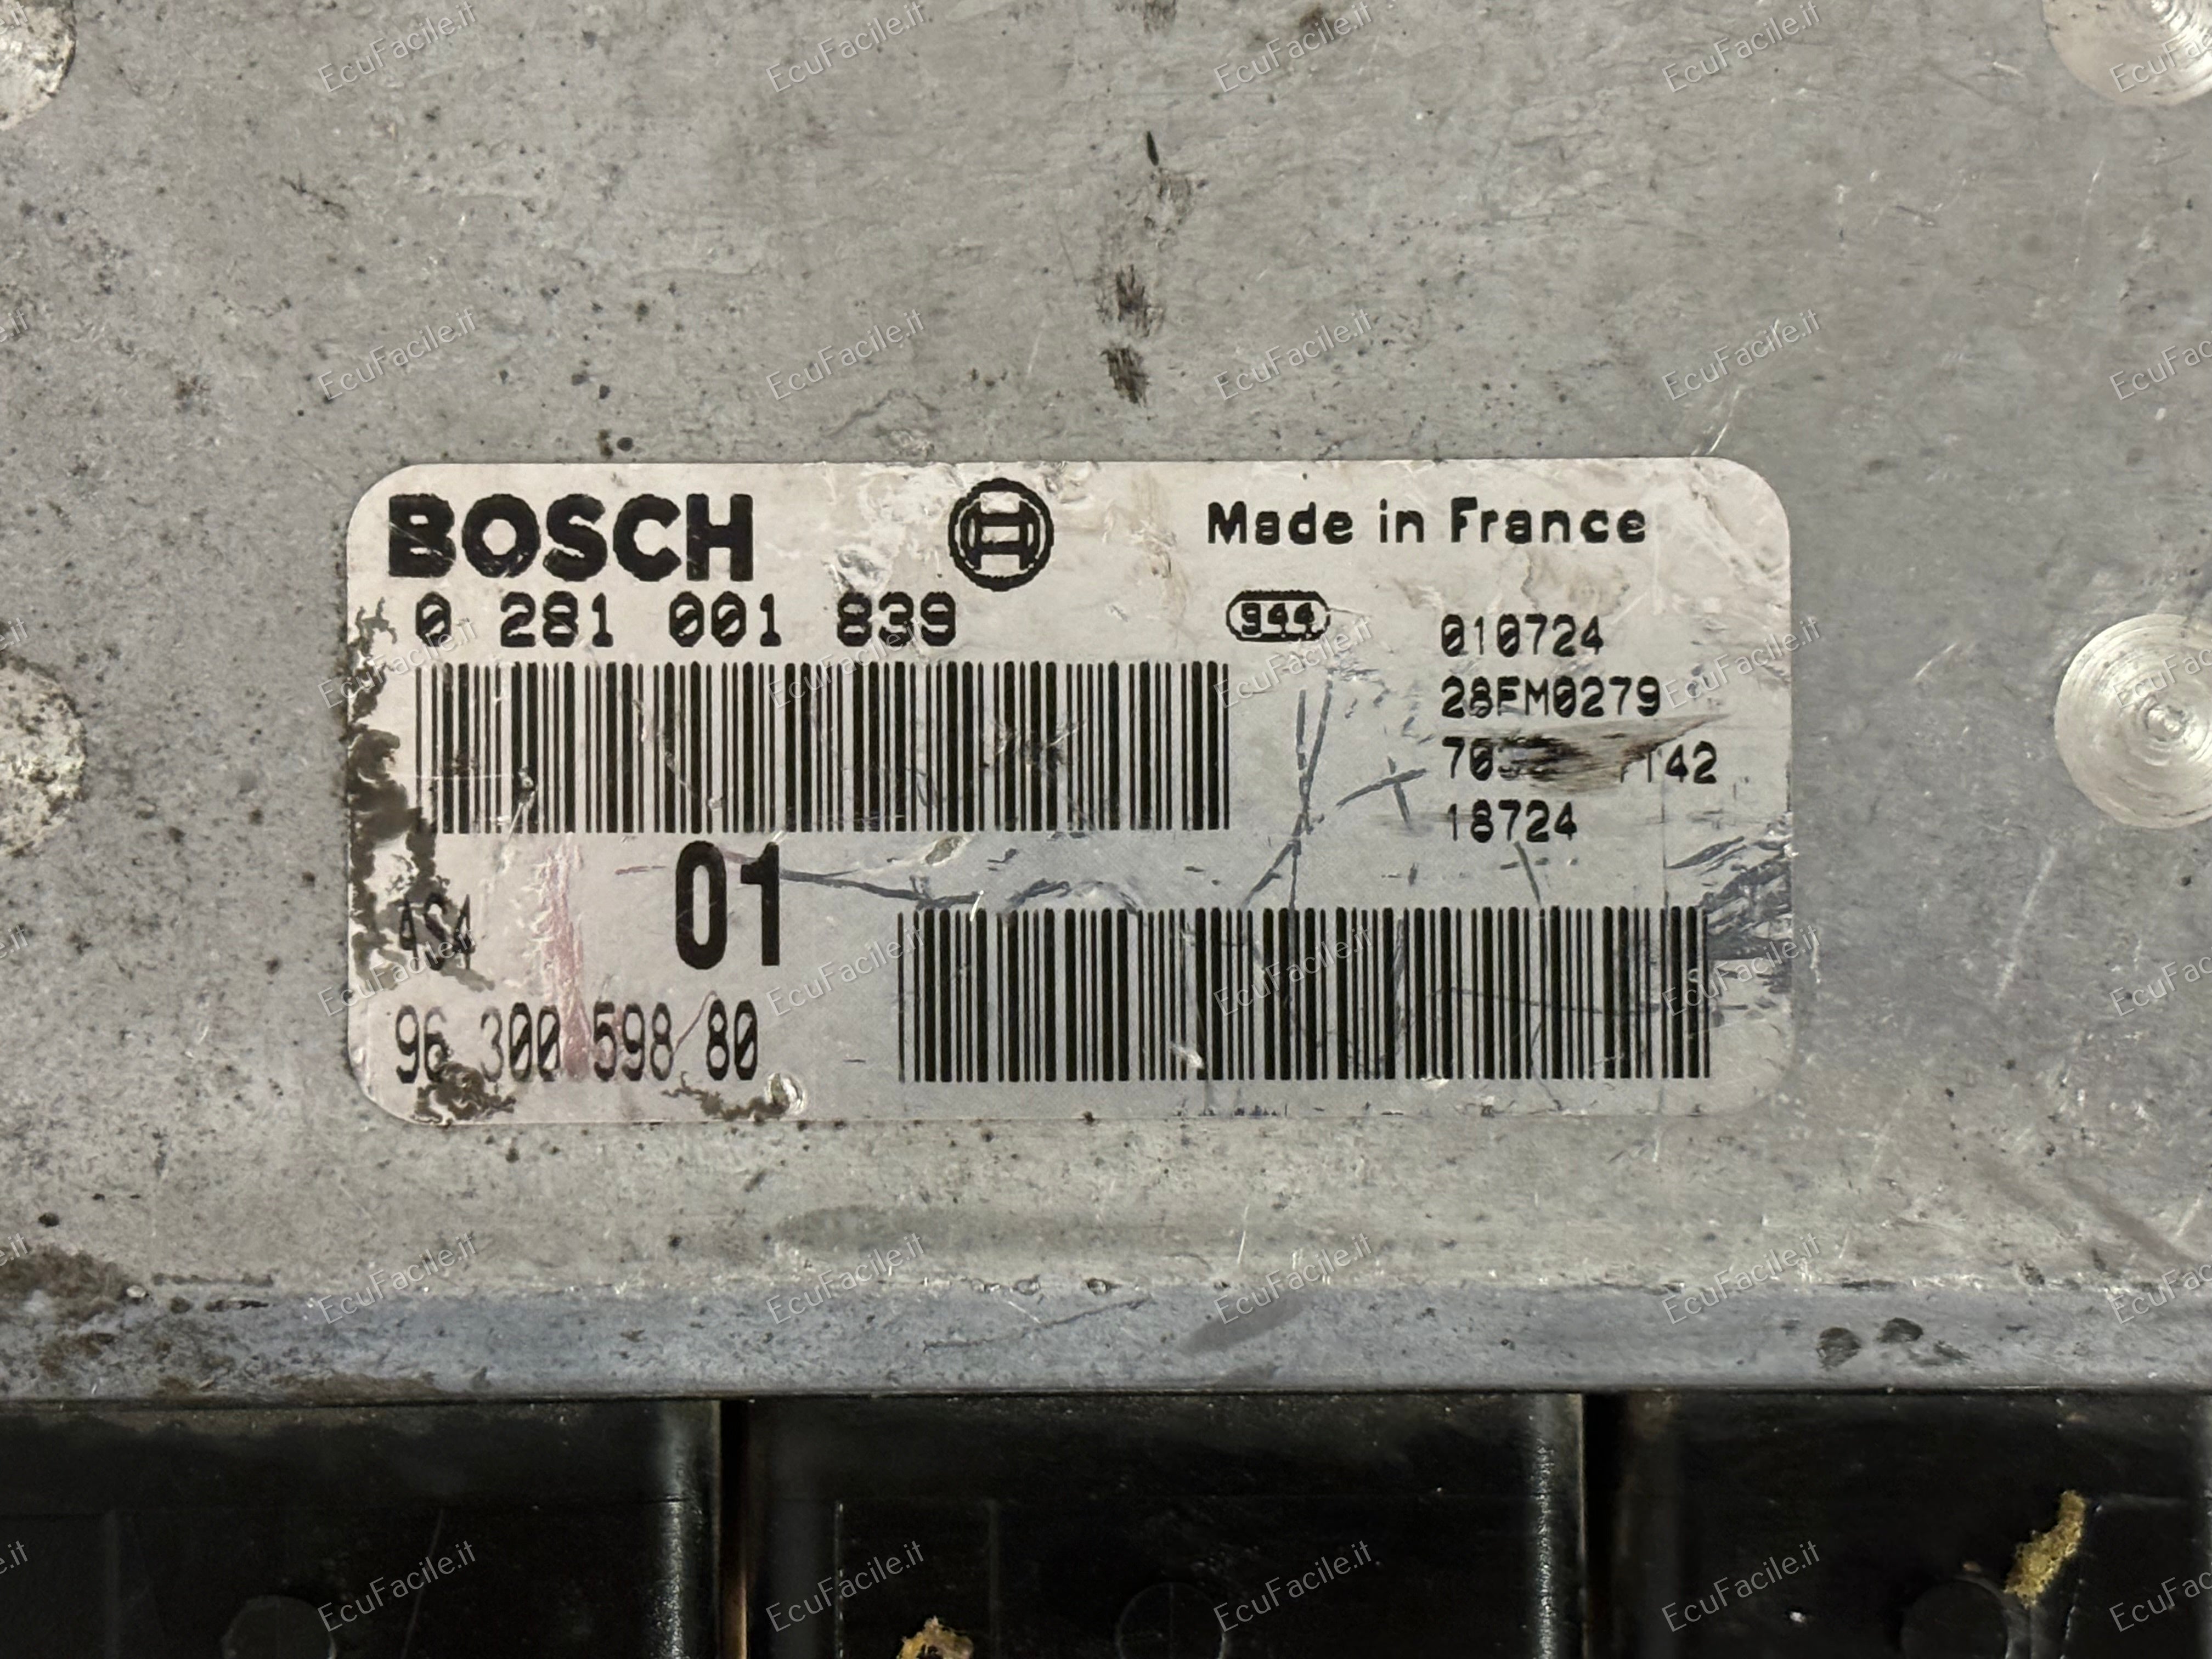 BOSCH
Made in France
0 281 001 839
944
010724
28FM0279
18724
01
AS4
96 300 598 80
EcuFacile.it